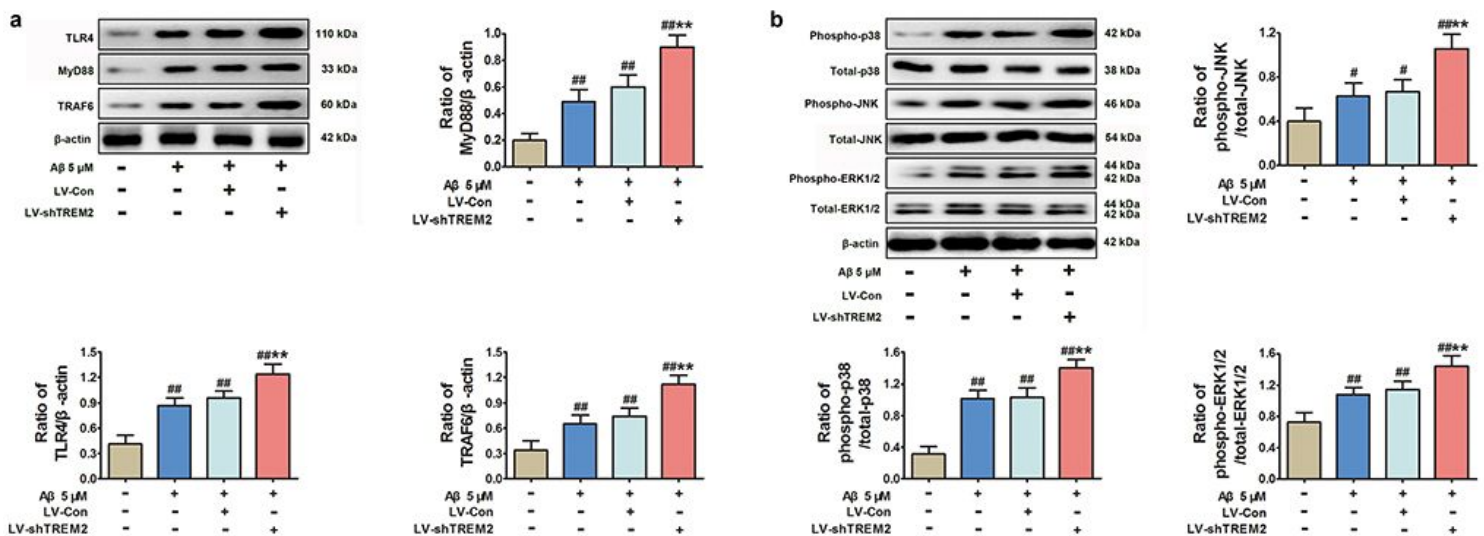 a
TLR4 110 kDa
MyD88 33 kDa
TRAF6 60 kDa
β-actin 42 kDa
Aβ 5 μM - + + +
LV-Con - - + -
LV-shTREM2 - - - +
Ratio of
MyD88/β -actin
1.0
0.8
0.6
0.4
0.2
0.0
## ## ##**
Aβ 5 μM - + + +
LV-Con - - + -
LV-shTREM2 - - - +
Ratio of
TLR4/β -actin
1.5
1.2
0.9
0.6
0.3
0.0
## ## ##**
Aβ 5 μM - + + +
LV-Con - - + -
LV-shTREM2 - - - +
Ratio of
TRAF6/β -actin
1.5
1.2
0.9
0.6
0.3
0.0
## ## ##**
Aβ 5 μM - + + +
LV-Con - - + -
LV-shTREM2 - - - +
b
Phospho-p38 42 kDa
Total-p38 38 kDa
Phospho-JNK 46 kDa
Total-JNK 54 kDa
Phospho-ERK1/2 44 kDa
42 kDa
Total-ERK1/2 44 kDa
42 kDa
β-actin 42 kDa
Aβ 5 μM - + + +
LV-Con - - + -
LV-shTREM2 - - - +
Ratio of
phospho-JNK
/total-JNK
1.2
0.8
0.4
0.0
# # ##**
Aβ 5 μM - + + +
LV-Con - - + -
LV-shTREM2 - - - +
Ratio of
phospho-p38
/total-p38
1.6
1.2
0.8
0.4
0.0
## ## ##**
Aβ 5 μM - + + +
LV-Con - - + -
LV-shTREM2 - - - +
Ratio of
phospho-ERK1/2
/total-ERK1/2
1.6
1.2
0.8
0.4
0.0
## ## ##**
Aβ 5 μM - + + +
LV-Con - - + -
LV-shTREM2 - - - +